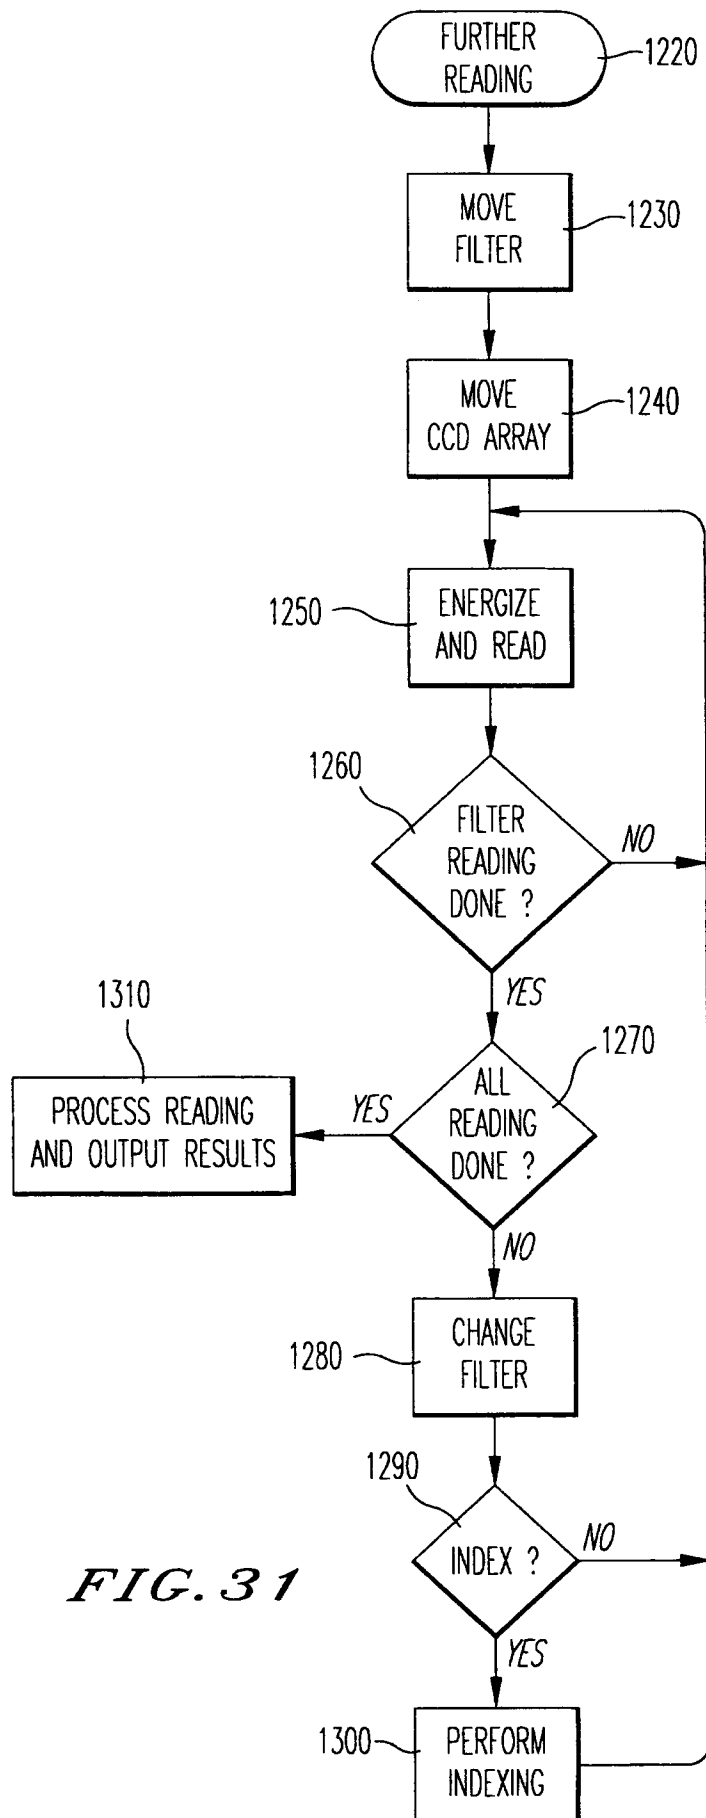 FURTHER
READING
1220
MOVE
FILTER
1230
MOVE
CCD ARRAY
1240
1250
ENERGIZE
AND READ
1260
FILTER
READING
DONE ?
NO
YES
1310
1270
ALL
READING
DONE ?
YES
PROCESS READING
AND OUTPUT RESULTS
NO
1280
CHANGE
FILTER
1290
INDEX ?
NO
FIG. 31
YES
1300
PERFORM
INDEXING